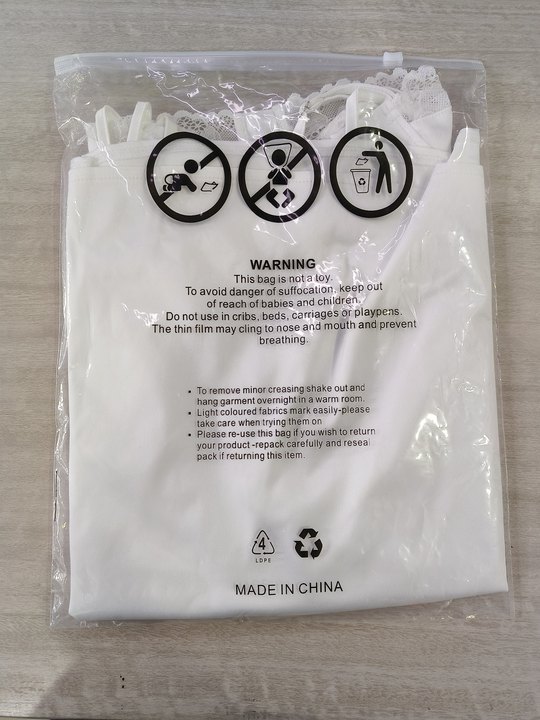 WARNING
This bag is not a toy.
To avoid danger of suffocation, keep out
of reach of babies and children.
Do not use in cribs, beds, carriages or playpens.
The thin film may cling to nose and mouth and prevent
breathing.
• To remove minor creasing shake out and
hang garment overnight in a warm room.
• Light coloured fabrics mark easily-please
take care when trying them on
• Please re-use this bag if you wish to return
your product -repack carefully and reseal
pack if returning this item.
4
LDPE
MADE IN CHINA